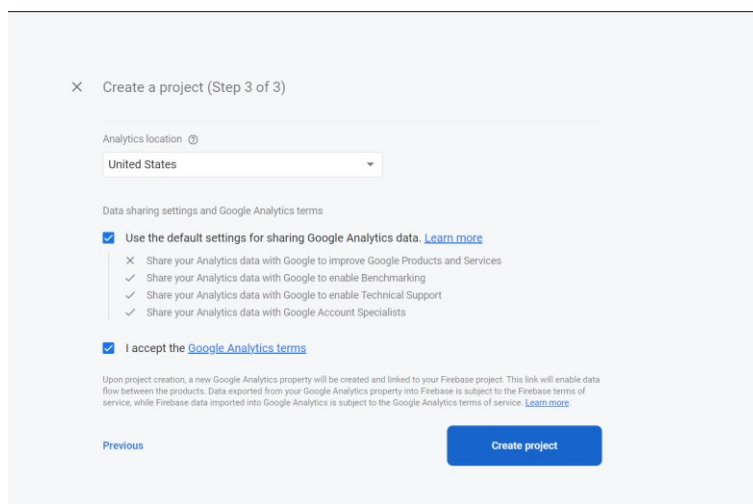 Create a project (Step 3 of 3)
Analytics location
United States
Data sharing settings and Google Analytics terms
Use the default settings for sharing Google Analytics data. Learn more
Share your Analytics data with Google to improve Google Products and Services
Share your Analytics data with Google to enable Benchmarking
Share your Analytics data with Google to enable Technical Support
Share your Analytics data with Google Account Specialists
I accept the Google Analytics terms
Upon project creation, a new Google Analytics property will be created and linked to your Firebase project. This link will enable data
flow between the products. Data exported from your Google Analytics property into Firebase is subject to the Firebase terms of
service, while Firebase data imported into Google Analytics is subject to the Google Analytics terms of service. Learn more.
Previous
Create project